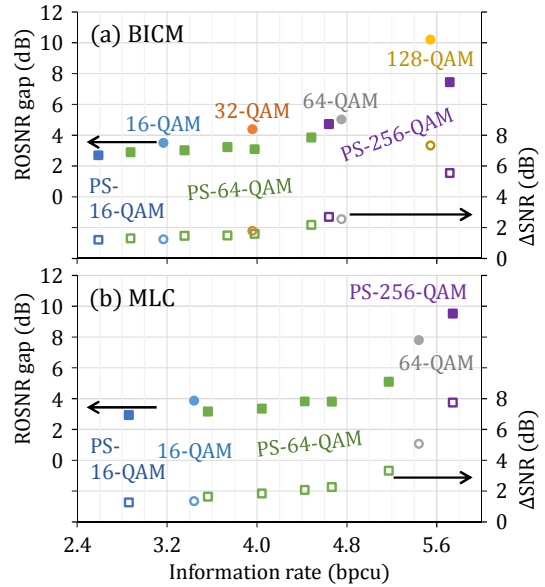 12
(a) BICM
10
128-QAM
8
64-QAM
32-QAM
6
16-QAM
4
8
PS-256-QAM
2
6
PS-
16-QAM
PS-64-QAM
0
4
2
0
ROSNR gap (dB)
ΔSNR (dB)
12
(b) MLC
PS-256-QAM
10
8
64-QAM
6
4
8
2
6
PS-
16-QAM
16-QAM
PS-64-QAM
0
4
2
0
ROSNR gap (dB)
ΔSNR (dB)
2.4 3.2 4.0 4.8 5.6
Information rate (bpcu)